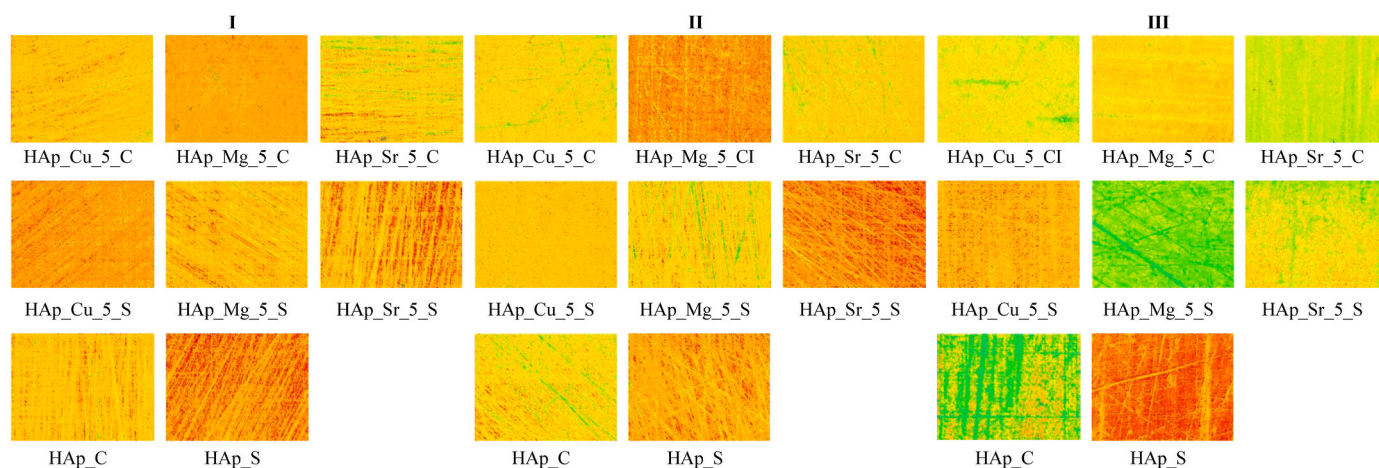 I II III
HAp_Cu_5_C HAp_Mg_5_C HAp_Sr_5_C HAp_Cu_5_C HAp_Mg_5_CI HAp_Sr_5_C HAp_Cu_5_CI HAp_Mg_5_C HAp_Sr_5_C
HAp_Cu_5_S HAp_Mg_5_S HAp_Sr_5_S HAp_Cu_5_S HAp_Mg_5_S HAp_Sr_5_S HAp_Cu_5_S HAp_Mg_5_S HAp_Sr_5_S
HAp_C HAp_S HAp_C HAp_S HAp_C HAp_S